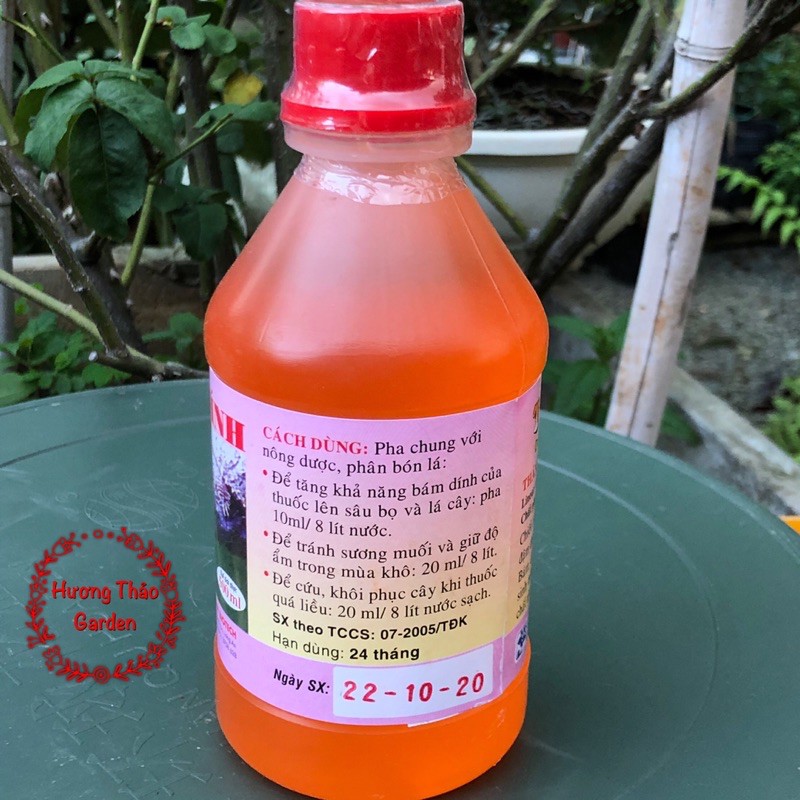 CÁCH DÙNG: Pha chung với
nông dược, phân bón lá:
• Để tăng khả năng bám dính của
thuốc lên sâu bọ và lá cây: pha
10ml/ 8 lít nước.
• Để tránh sương muối và giữ độ
ẩm trong mùa khô: 20 ml/ 8 lít.
• Để cứu, khôi phục cây khi thuốc
quá liều: 20 ml/ 8 lít nước sạch.
SX theo TCCS: 07-2005/TĐK
Hạn dùng: 24 tháng
Ngày SX: 22-10-20
Hương Thảo
Garden